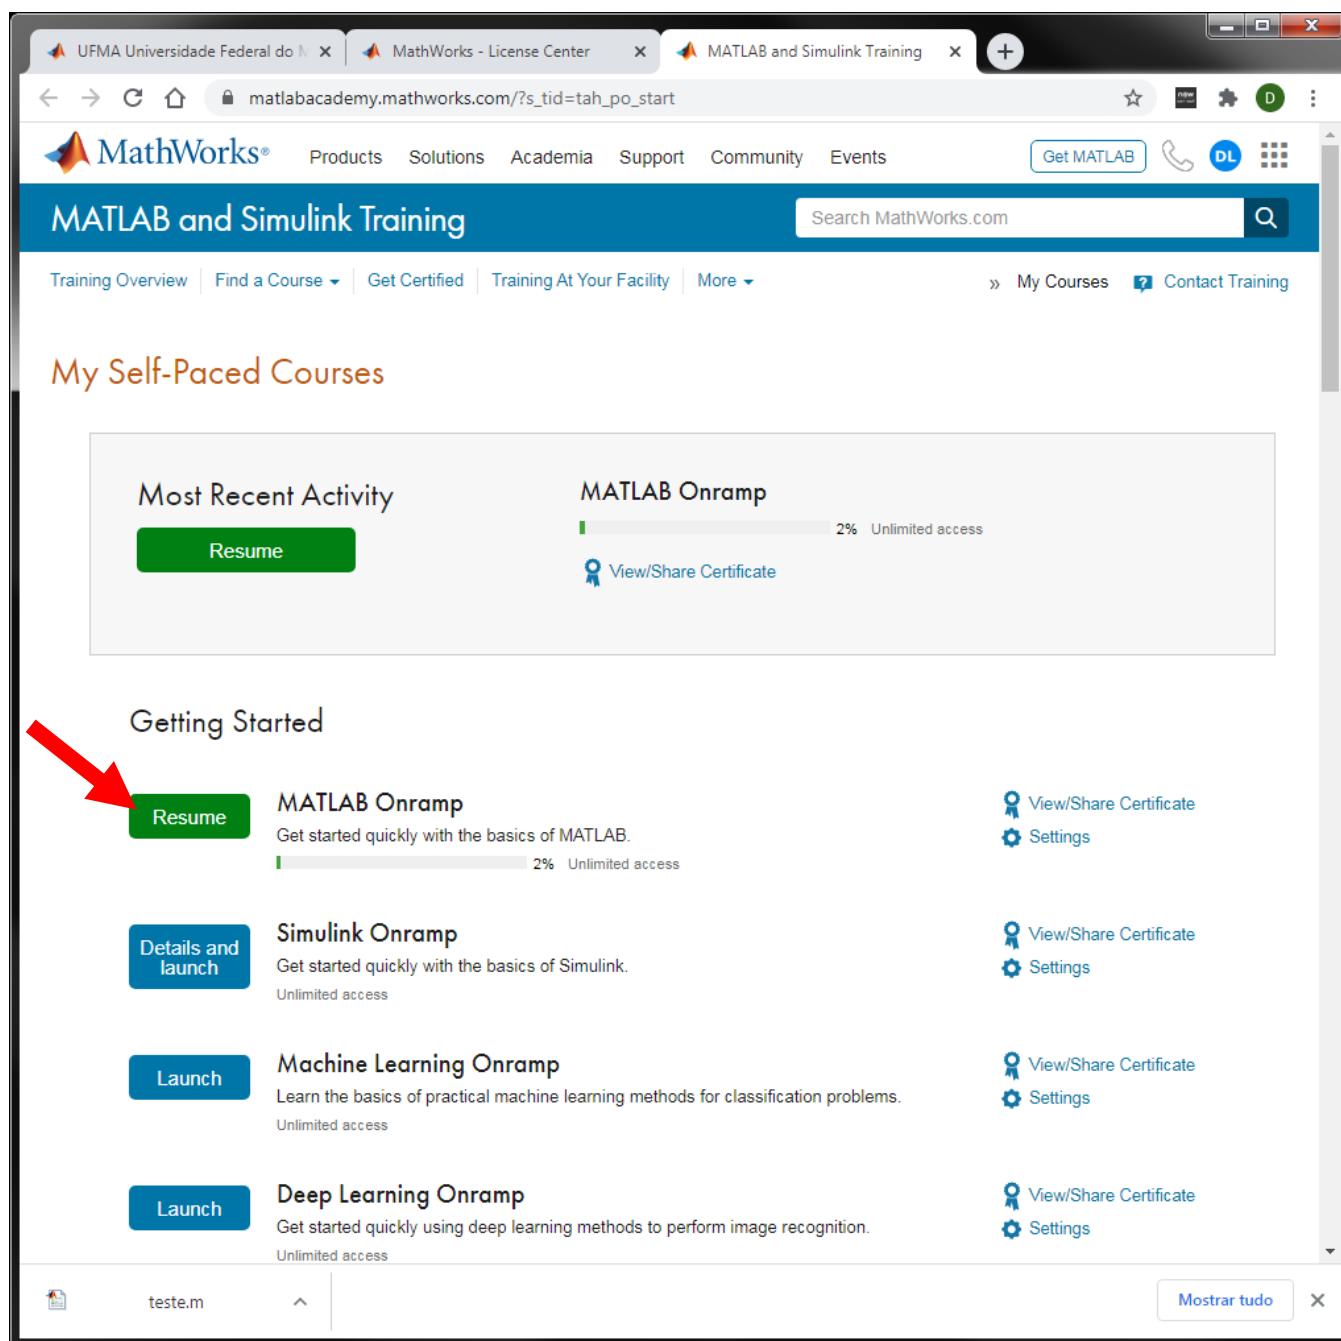 UFMA Universidade Federal do M
MathWorks - License Center
MATLAB and Simulink Training
matlabacademy.mathworks.com/?s_tid=tah_po_start
D
MathWorks®
Products Solutions Academia Support Community Events
Get MATLAB
DL
MATLAB and Simulink Training
Search MathWorks.com
Training Overview
Find a Course
Get Certified
Training At Your Facility
More
» My Courses
Contact Training
My Self-Paced Courses
Most Recent Activity
Resume
MATLAB Onramp
2% Unlimited access
View/Share Certificate
Getting Started
Resume
MATLAB Onramp
Get started quickly with the basics of MATLAB.
2% Unlimited access
View/Share Certificate
Settings
Details and
launch
Simulink Onramp
Get started quickly with the basics of Simulink.
Unlimited access
View/Share Certificate
Settings
Launch
Machine Learning Onramp
Learn the basics of practical machine learning methods for classification problems.
Unlimited access
View/Share Certificate
Settings
Launch
Deep Learning Onramp
Get started quickly using deep learning methods to perform image recognition.
Unlimited access
View/Share Certificate
Settings
teste.m
Mostrar tudo